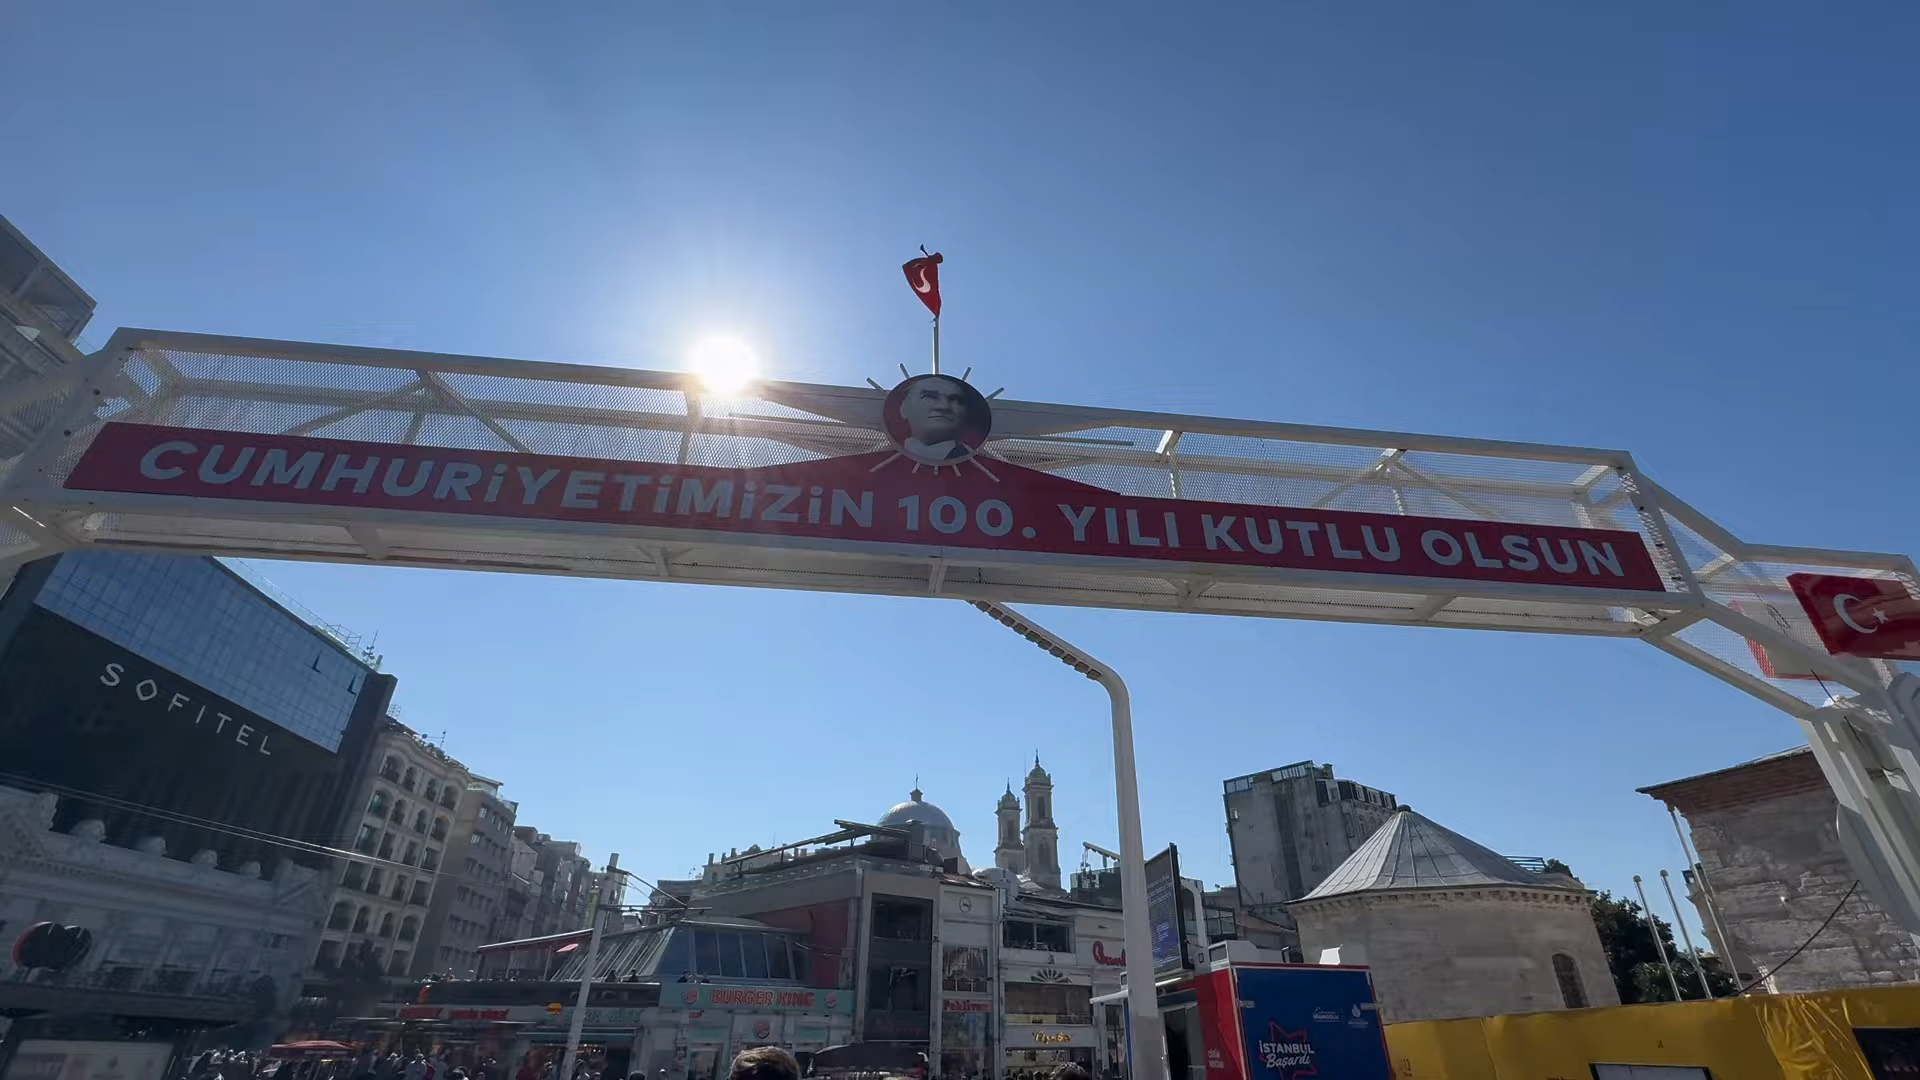 CUMHURİYETİMİZİN 100. YILI KUTLU OLSUN
SOFITEL
BURGER KING
İSTANBUL
Başardı